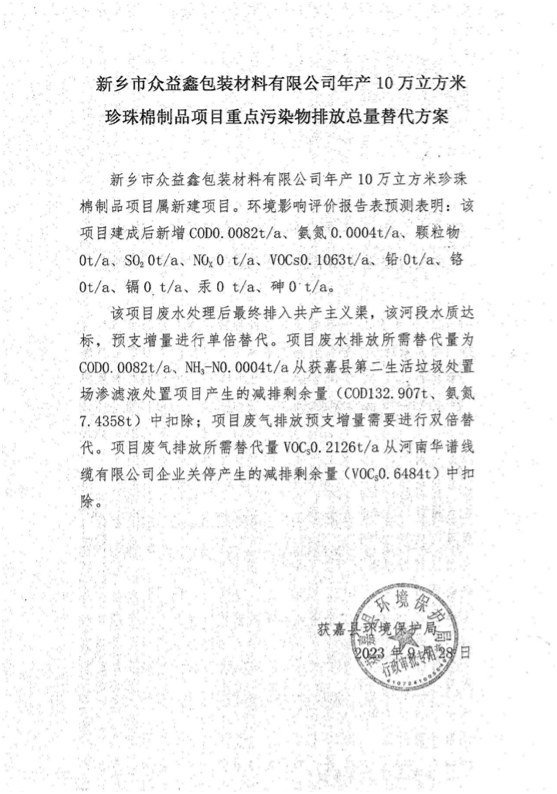 新乡市众益鑫包装材料有限公司年产 10 万立方米
珍珠棉制品项目重点污染物排放总量替代方案
新乡市众益鑫包装材料有限公司年产 10 万立方米珍珠
棉制品项目属新建项目。环境影响评价报告表预测表明：该
项目建成后新增 COD0.0082t/a、氨氮 0.0004t/a、颗粒物
0t/a、SO₂ 0t/a、NOₓ 0 t/a、VOCs0.1063t/a、铅 0t/a、铬
0t/a、镉 0 t/a、汞 0 t/a、砷 0 t/a。
该项目废水处理后最终排入共产主义渠，该河段水质达
标，预支增量进行单倍替代。项目废水排放所需替代量为
COD0.0082t/a、NH₃-N0.0004t/a 从获嘉县第二生活垃圾处置
场渗滤液处置项目产生的减排剩余量（COD132.907t、氨氮
7.4358t）中扣除；项目废气排放预支增量需要进行双倍替
代。项目废气排放所需替代量 VOCₛ0.2126t/a 从河南华谱线
缆有限公司企业关停产生的减排剩余量（VOCₛ0.6484t）中扣
除。
获嘉县环境保护局
2023 年 9 月 28 日
获嘉县环境保护局
行政审批专用章